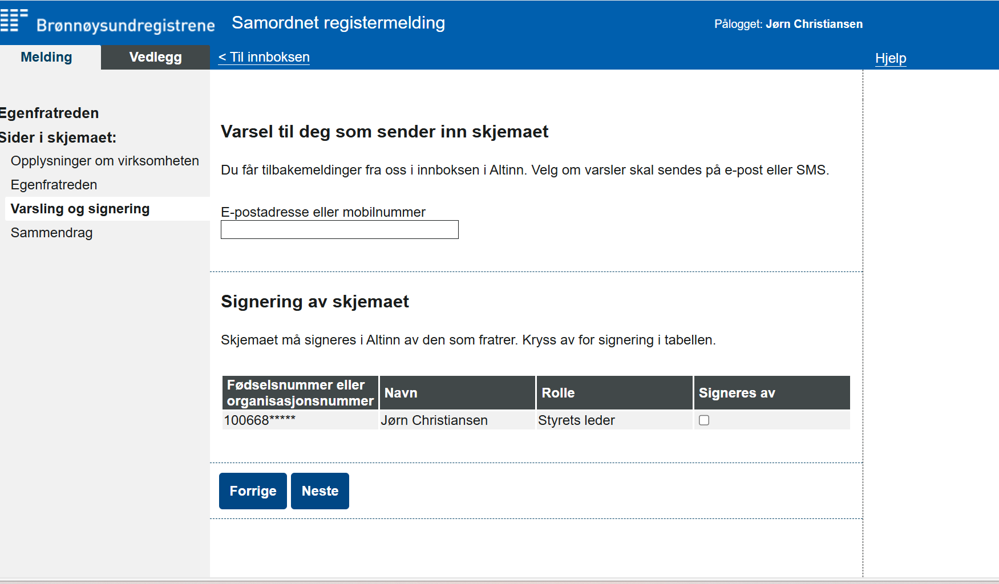 Brønnøysundregistrene
Samordnet registermelding
Pålogget: Jørn Christiansen
Melding
Vedlegg
< Til innboksen
Hjelp
Egenfratreden
Sider i skjemaet:
Opplysninger om virksomheten
Egenfratreden
Varsling og signering
Sammendrag
Varsel til deg som sender inn skjemaet
Du får tilbakemeldinger fra oss i innboksen i Altinn. Velg om varsler skal sendes på e-post eller SMS.
E-postadresse eller mobilnummer
Signering av skjemaet
Skjemaet må signeres i Altinn av den som fratrer. Kryss av for signering i tabellen.
Fødselsnummer eller
organisasjonsnummer
Navn
Rolle
Signeres av
100668*****
Jørn Christiansen
Styrets leder
Forrige
Neste